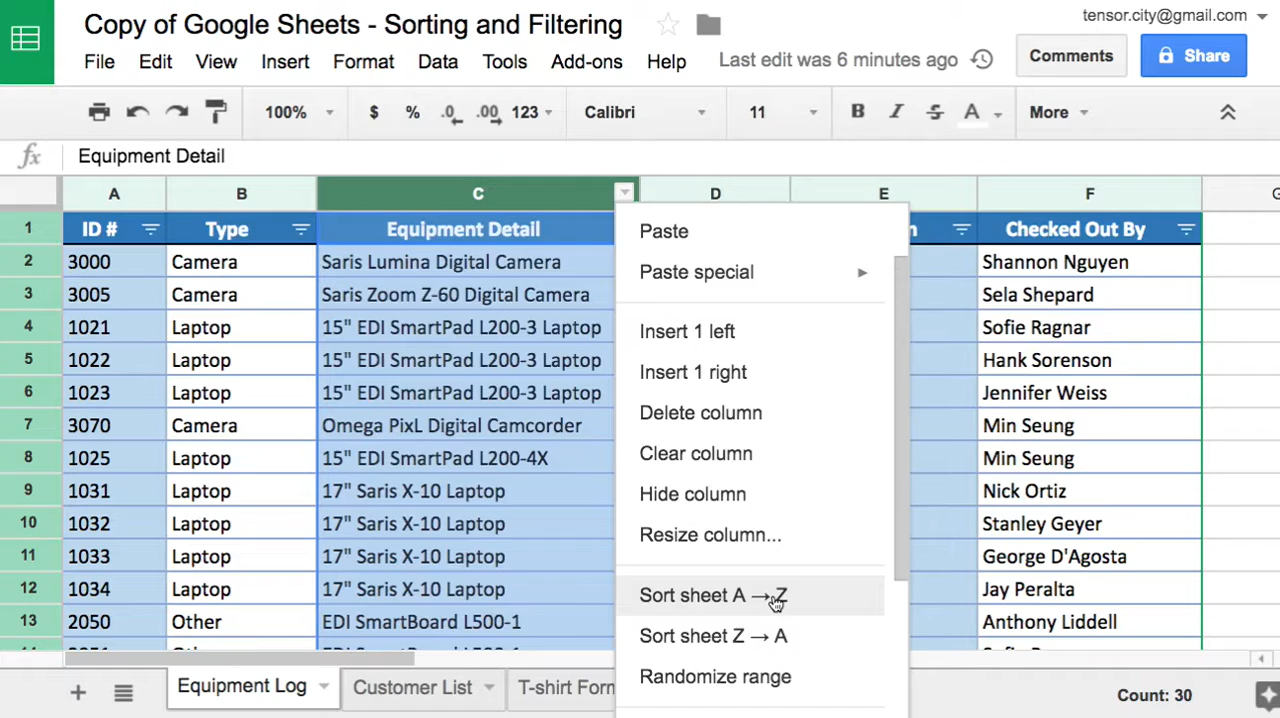 Copy of Google Sheets - Sorting and Filtering
tensor.city@gmail.com
File Edit View Insert Format Data Tools Add-ons Help Last edit was 6 minutes ago
Comments
Share
100% $ % .0 .00 123 Calibri 11 B I S A More
fx Equipment Detail
A B C D E F G
1 ID # Type Equipment Detail Checked Out By
2 3000 Camera Saris Lumina Digital Camera Shannon Nguyen
3 3005 Camera Saris Zoom Z-60 Digital Camera Sela Shepard
4 1021 Laptop 15" EDI SmartPad L200-3 Laptop Sofie Ragnar
5 1022 Laptop 15" EDI SmartPad L200-3 Laptop Hank Sorenson
6 1023 Laptop 15" EDI SmartPad L200-3 Laptop Jennifer Weiss
7 3070 Camera Omega PixL Digital Camcorder Min Seung
8 1025 Laptop 15" EDI SmartPad L200-4X Min Seung
9 1031 Laptop 17" Saris X-10 Laptop Nick Ortiz
10 1032 Laptop 17" Saris X-10 Laptop Stanley Geyer
11 1033 Laptop 17" Saris X-10 Laptop George D'Agosta
12 1034 Laptop 17" Saris X-10 Laptop Jay Peralta
13 2050 Other EDI SmartBoard L500-1 Anthony Liddell
Paste
Paste special
Insert 1 left
Insert 1 right
Delete column
Clear column
Hide column
Resize column...
Sort sheet A → Z
Sort sheet Z → A
Randomize range
Equipment Log Customer List T-shirt Form Count: 30